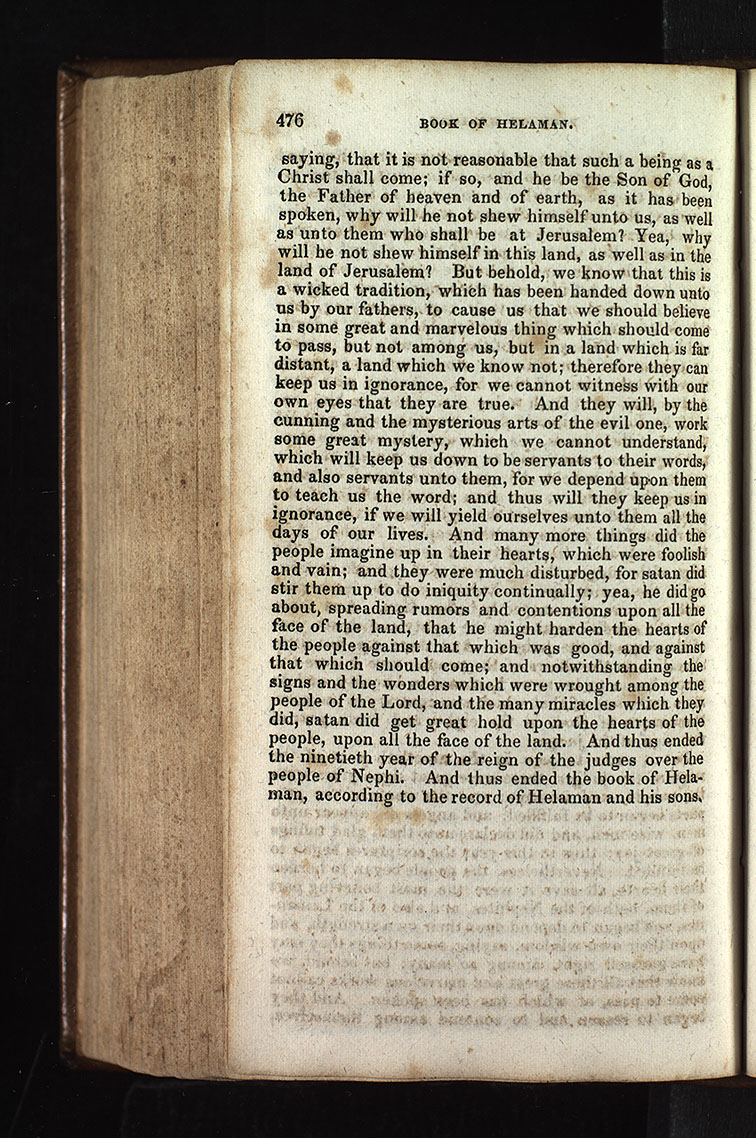 476
BOOK OF HELAMAN.
saying, that it is not reasonable that such a being as a
Christ shall come; if so, and he be the Son of God,
the Father of heaven and of earth, as it has been
spoken, why will he not shew himself unto us, as well
as unto them who shall be at Jerusalem? Yea, why
will he not shew himself in this land, as well as in the
land of Jerusalem? But behold, we know that this is
a wicked tradition, which has been handed down unto
us by our fathers, to cause us that we should believe
in some great and marvelous thing which should come
to pass, but not among us, but in a land which is far
distant, a land which we know not; therefore they can
keep us in ignorance, for we cannot witness with our
own eyes that they are true. And they will, by the
cunning and the mysterious arts of the evil one, work
some great mystery, which we cannot understand,
which will keep us down to be servants to their words,
and also servants unto them, for we depend upon them
to teach us the word; and thus will they keep us in
ignorance, if we will yield ourselves unto them all the
days of our lives. And many more things did the
people imagine up in their hearts, which were foolish
and vain; and they were much disturbed, for satan did
stir them up to do iniquity continually; yea, he did go
about, spreading rumors and contentions upon all the
face of the land, that he might harden the hearts of
the people against that which was good, and against
that which should come; and notwithstanding the
signs and the wonders which were wrought among the
people of the Lord, and the many miracles which they
did, satan did get great hold upon the hearts of the
people, upon all the face of the land. And thus ended
the ninetieth year of the reign of the judges over the
people of Nephi. And thus ended the book of Hela-
man, according to the record of Helaman and his sons.